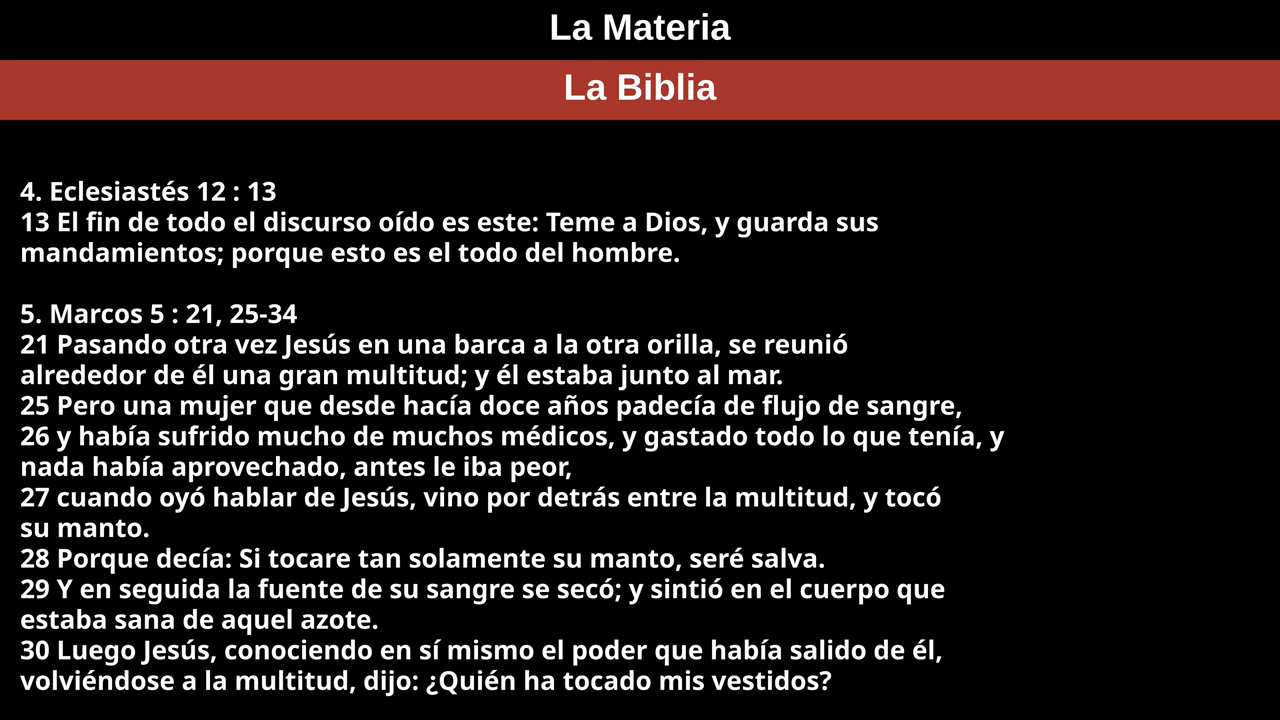 La Materia
La Biblia
4. Eclesiastés 12 : 13
13 El fin de todo el discurso oído es este: Teme a Dios, y guarda sus
mandamientos; porque esto es el todo del hombre.
5. Marcos 5 : 21, 25-34
21 Pasando otra vez Jesús en una barca a la otra orilla, se reunió
alrededor de él una gran multitud; y él estaba junto al mar.
25 Pero una mujer que desde hacía doce años padecía de flujo de sangre,
26 y había sufrido mucho de muchos médicos, y gastado todo lo que tenía, y
nada había aprovechado, antes le iba peor,
27 cuando oyó hablar de Jesús, vino por detrás entre la multitud, y tocó
su manto.
28 Porque decía: Si tocare tan solamente su manto, seré salva.
29 Y en seguida la fuente de su sangre se secó; y sintió en el cuerpo que
estaba sana de aquel azote.
30 Luego Jesús, conociendo en sí mismo el poder que había salido de él,
volviéndose a la multitud, dijo: ¿Quién ha tocado mis vestidos?